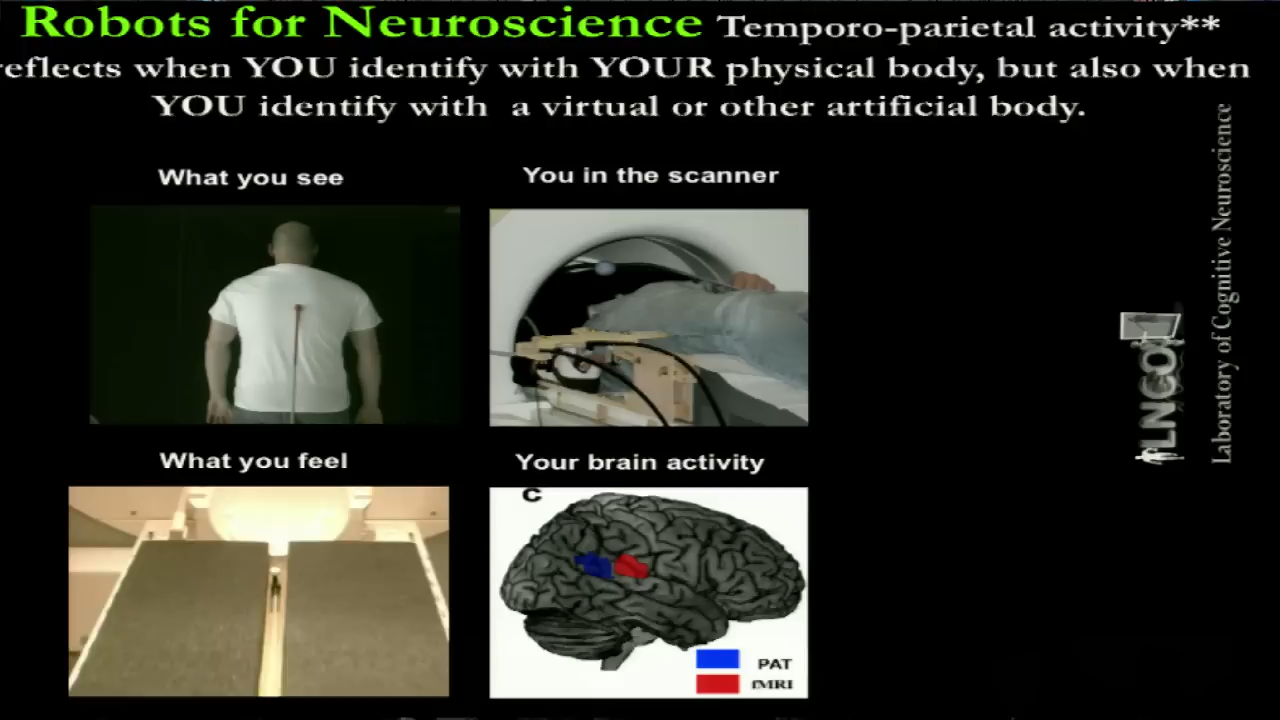 Robots for Neuroscience Temporo-parietal activity**
reflects when YOU identify with YOUR physical body, but also when
YOU identify with a virtual or other artificial body.
What you see
You in the scanner
What you feel
Your brain activity
C
PAT
fMRI
LNCO
Laboratory of Cognitive Neuroscience